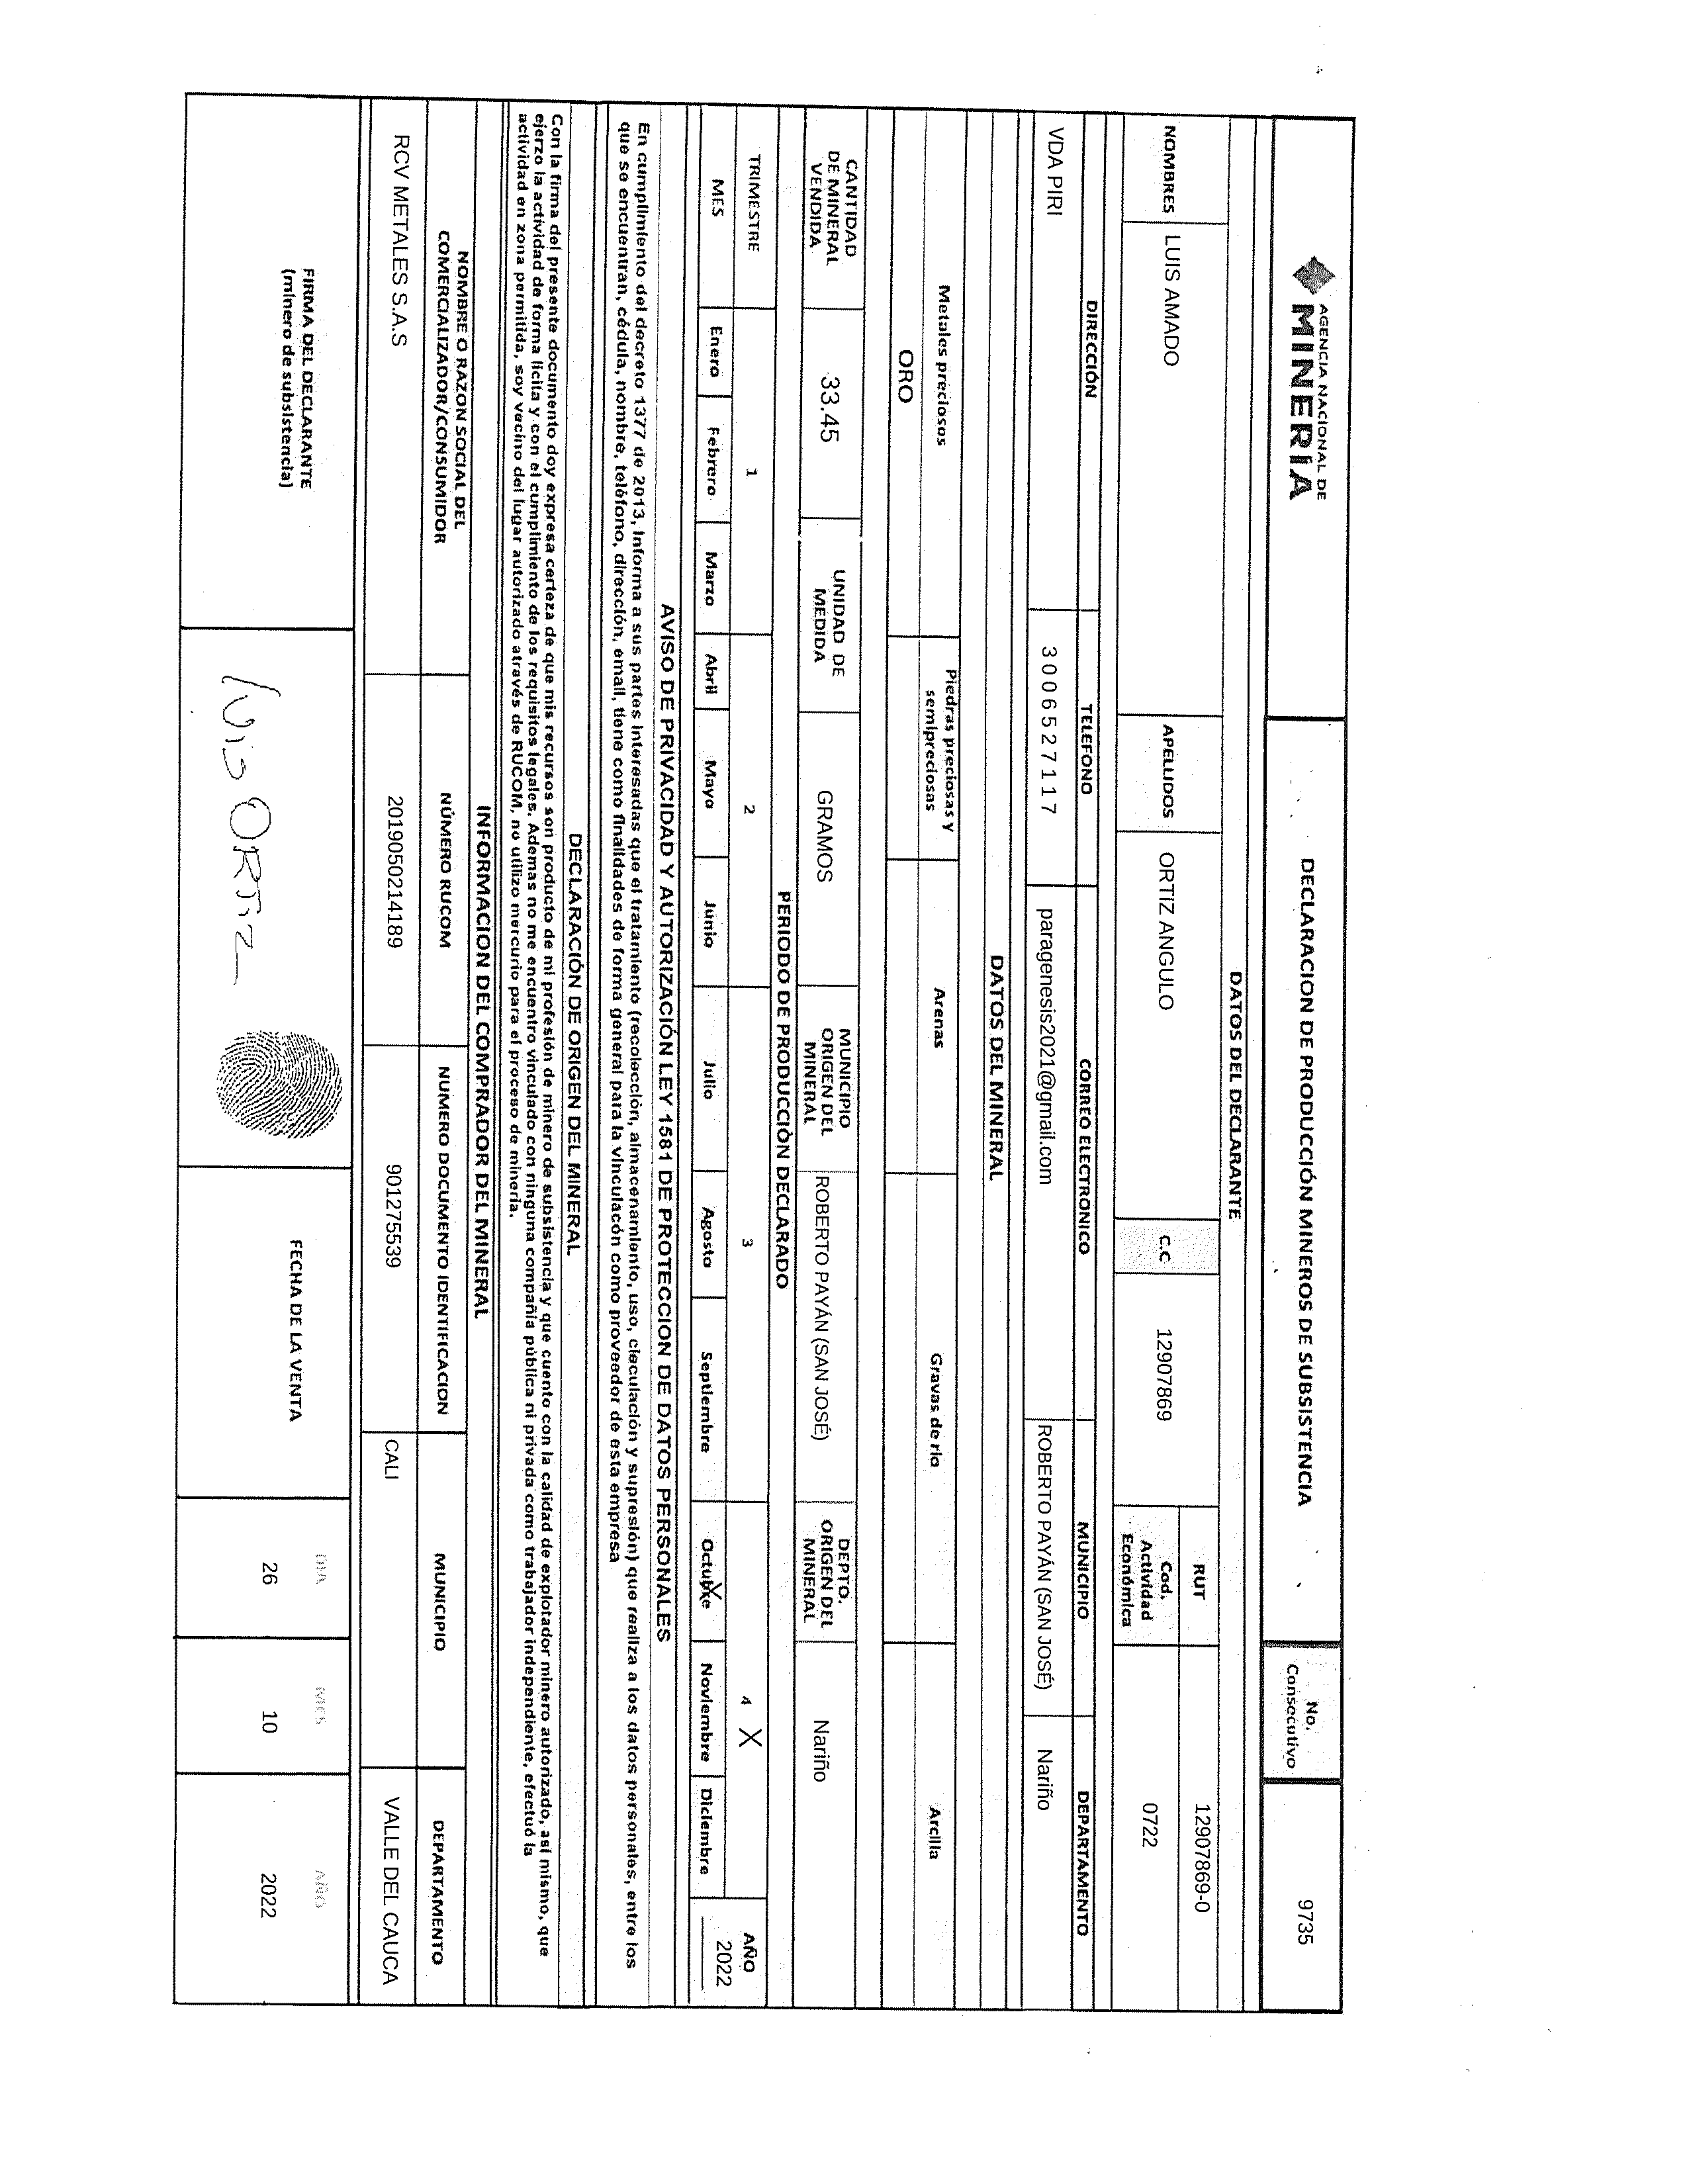 AGENCIA NACIONAL DE
MINERÍA
DECLARACION DE PRODUCCIÓN MINEROS DE SUBSISTENCIA
No.
Consecutivo
9735
DATOS DEL DECLARANTE
NOMBRES
LUIS AMADO
APELLIDOS
ORTIZ ANGULO
C.C
12907869
RUT
12907869-0
Cod.
Actividad
Económica
0722
DIRECCIÓN
TELEFONO
CORREO ELECTRONICO
MUNICIPIO
DEPARTAMENTO
VDA PIRI
3006527117
paragenesis2021@gmail.com
ROBERTO PAYÁN (SAN JOSÉ)
Nariño
DATOS DEL MINERAL
Metales preciosos
Piedras preciosas y
semipreciosas
Arenas
Gravas de río
Arcilla
ORO
CANTIDAD
DE MINERAL
VENDIDA
33.45
UNIDAD DE
MEDIDA
GRAMOS
MUNICIPIO
ORIGEN DEL
MINERAL
ROBERTO PAYÁN (SAN JOSÉ)
DEPTO.
ORIGEN DEL
MINERAL
Nariño
PERIODO DE PRODUCCIÓN DECLARADO
TRIMESTRE
1
2
3
4 X
AÑO
2022
MES
Enero
Febrero
Marzo
Abril
Mayo
Junio
Julio
Agosto
Septiembre
Octubre X
Noviembre
Diciembre
AVISO DE PRIVACIDAD Y AUTORIZACIÓN LEY 1581 DE PROTECCION DE DATOS PERSONALES
En cumplimiento del decreto 1377 de 2013, Informa a sus partes interesadas que el tratamiento (recolección, almacenamiento, uso, cieculación y supresión) que realiza a los datos personales, entre los
que se encuentran, cédula, nombre, teléfono, dirección, email, tiene como finalidades de forma general para la vinculacón como proveedor de esta empresa
DECLARACIÓN DE ORIGEN DEL MINERAL
Con la firma del presente documento doy expresa certeza de que mis recursos son producto de mi profesión de minero de subsistencia y que cuento con la calidad de explotador minero autorizado, así mismo, que
ejerzo la actividad de forma licita y con el cumplimiento de los requisitos legales. Ademas no me encuentro vinculado con ninguna compañia pública ni privada como trabajador independiente, efectuó la
actividad en zona permitida, soy vecino del lugar autorizado através de RUCOM, no utilizo mercurio para el proceso de mineria.
INFORMACION DEL COMPRADOR DEL MINERAL
NOMBRE O RAZON SOCIAL DEL
COMERCIALIZADOR/CONSUMIDOR
NÚMERO RUCOM
NUMERO DOCUMENTO IDENTIFICACION
MUNICIPIO
DEPARTAMENTO
RCV METALES S.A.S
2019050214189
901275539
CALI
VALLE DEL CAUCA
FIRMA DEL DECLARANTE
(minero de subsistencia)
LUIS ORTIZ
FECHA DE LA VENTA
DIA
MES
AÑO
26
10
2022